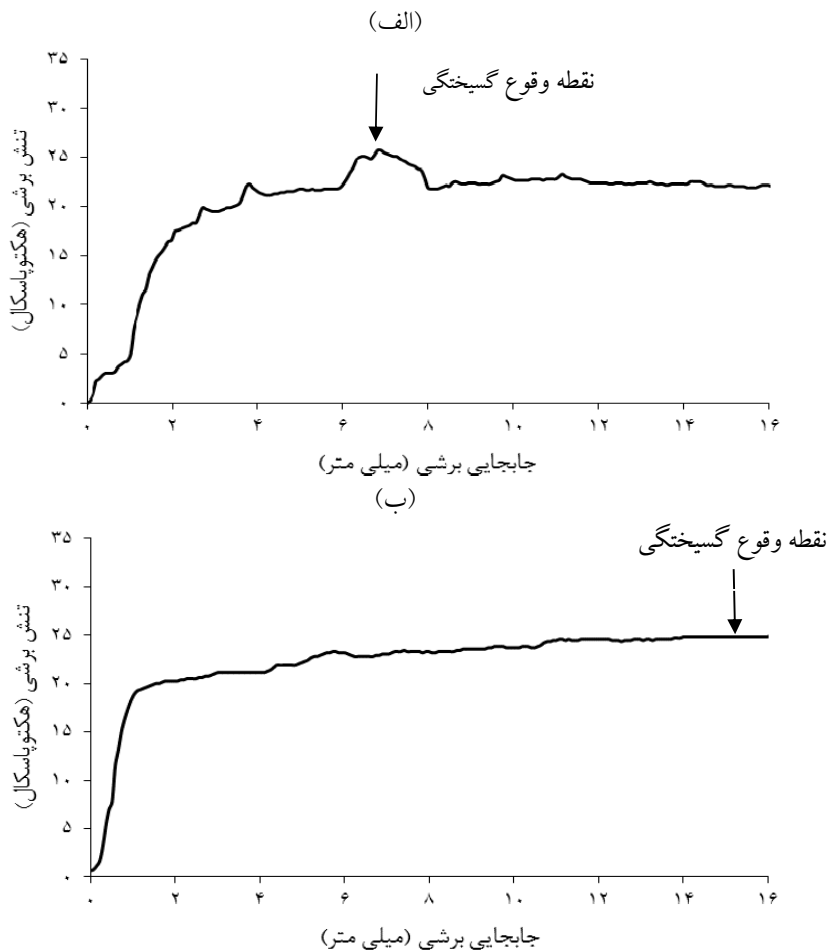 (الف)
نقطه وقوع گسیختگی
تنش برشی (هکتوپاسکال)
۳۵
۳۰
۲۵
۲۰
۱۵
۱۰
۵
۰
۰ ۲ ۴ ۶ ۸ ۱۰ ۱۲ ۱۴ ۱۶
جابجایی برشی (میلی متر)
(ب)
نقطه وقوع گسیختگی
تنش برشی (هکتوپاسکال)
۳۵
۳۰
۲۵
۲۰
۱۵
۱۰
۵
۰
۰ ۲ ۴ ۶ ۸ ۱۰ ۱۲ ۱۴ ۱۶
جابجایی برشی (میلی متر)